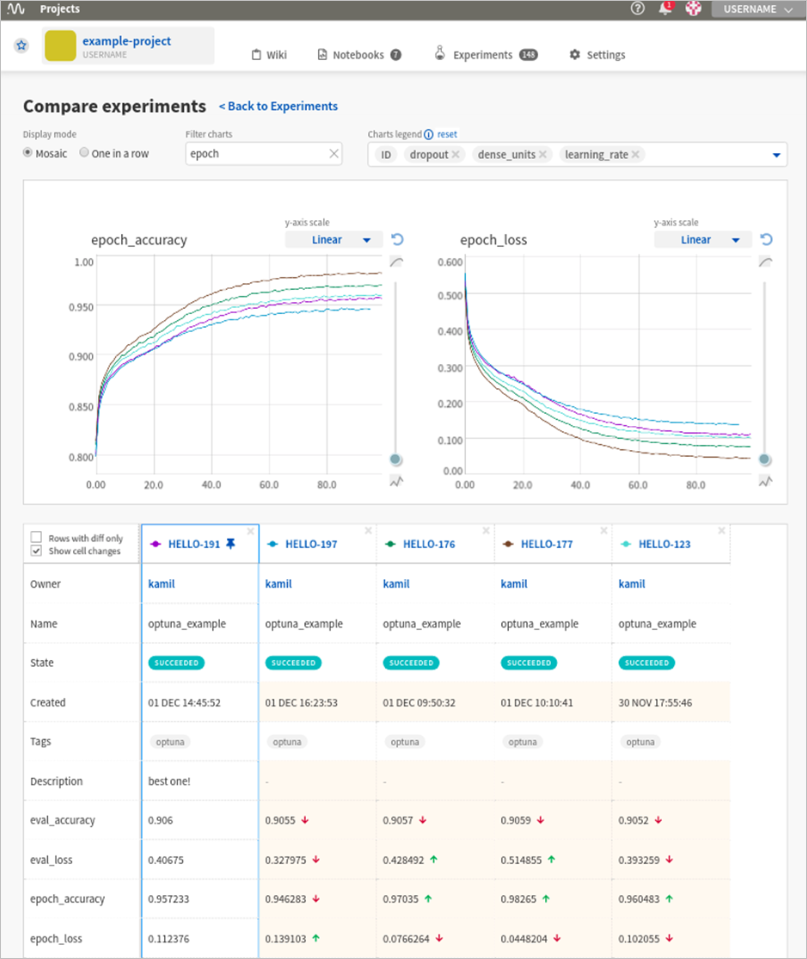 Projects
1
USERNAME
example-project
USERNAME
Wiki
Notebooks 7
Experiments 148
Settings
Compare experiments < Back to Experiments
Display mode
Filter charts
Charts legend reset
Mosaic One in a row
epoch
ID dropout dense_units learning_rate
epoch_accuracy
y-axis scale
Linear
1.00
0.950
0.900
0.850
0.800
0.00 20.0 40.0 60.0 80.0
epoch_loss
y-axis scale
Linear
0.600
0.500
0.400
0.300
0.200
0.100
0.00
0.00 20.0 40.0 60.0 80.0
Rows with diff only
Show cell changes
HELLO-191 HELLO-197 HELLO-176 HELLO-177 HELLO-123
Owner kamil kamil kamil kamil kamil
Name optuna_example optuna_example optuna_example optuna_example optuna_example
State SUCCEEDED SUCCEEDED SUCCEEDED SUCCEEDED SUCCEEDED
Created 01 DEC 14:45:52 01 DEC 16:23:53 01 DEC 09:50:32 01 DEC 10:10:41 30 NOV 17:55:46
Tags optuna optuna optuna optuna optuna
Description best one! - - - -
eval_accuracy 0.906 0.9055 0.9057 0.9059 0.9052
eval_loss 0.40675 0.327975 0.428492 0.514855 0.393259
epoch_accuracy 0.957233 0.946283 0.97035 0.98265 0.960483
epoch_loss 0.112376 0.139103 0.0766264 0.0448204 0.102055